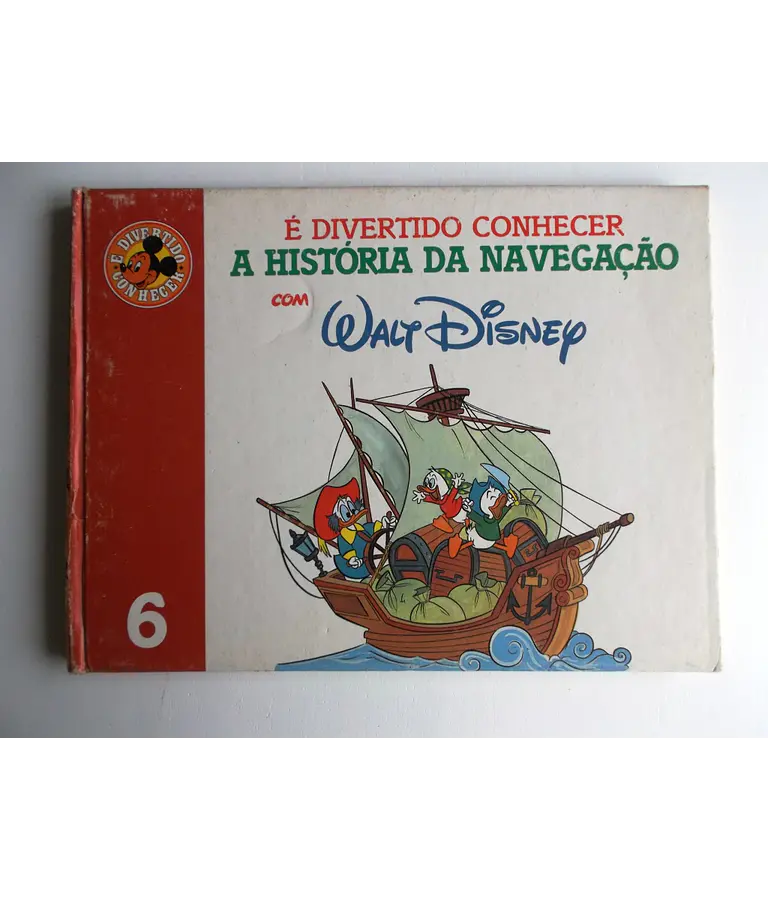 É DIVERTIDO CONHECER
É DIVERTIDO CONHECER
A HISTÓRIA DA NAVEGAÇÃO
COM
WALT DISNEY
6